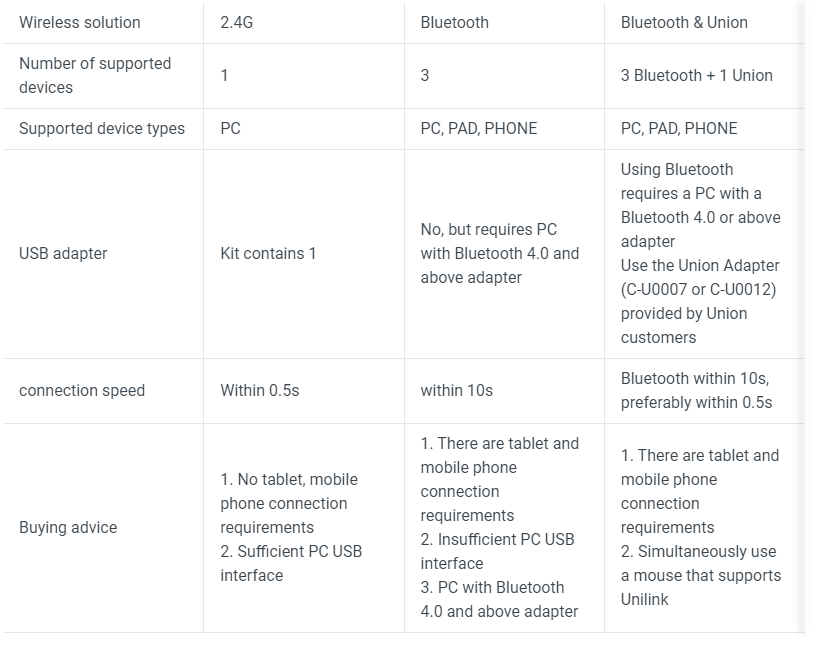 Wireless solution
2.4G
Bluetooth
Bluetooth & Union
Number of supported
devices
1
3
3 Bluetooth + 1 Union
Supported device types
PC
PC, PAD, PHONE
PC, PAD, PHONE
USB adapter
Kit contains 1
No, but requires PC
with Bluetooth 4.0 and
above adapter
Using Bluetooth
requires a PC with a
Bluetooth 4.0 or above
adapter
Use the Union Adapter
(C-U0007 or C-U0012)
provided by Union
customers
connection speed
Within 0.5s
within 10s
Bluetooth within 10s,
preferably within 0.5s
Buying advice
1. No tablet, mobile
phone connection
requirements
2. Sufficient PC USB
interface
1. There are tablet and
mobile phone
connection
requirements
2. Insufficient PC USB
interface
3. PC with Bluetooth
4.0 and above adapter
1. There are tablet and
mobile phone
connection
requirements
2. Simultaneously use
a mouse that supports
Unilink